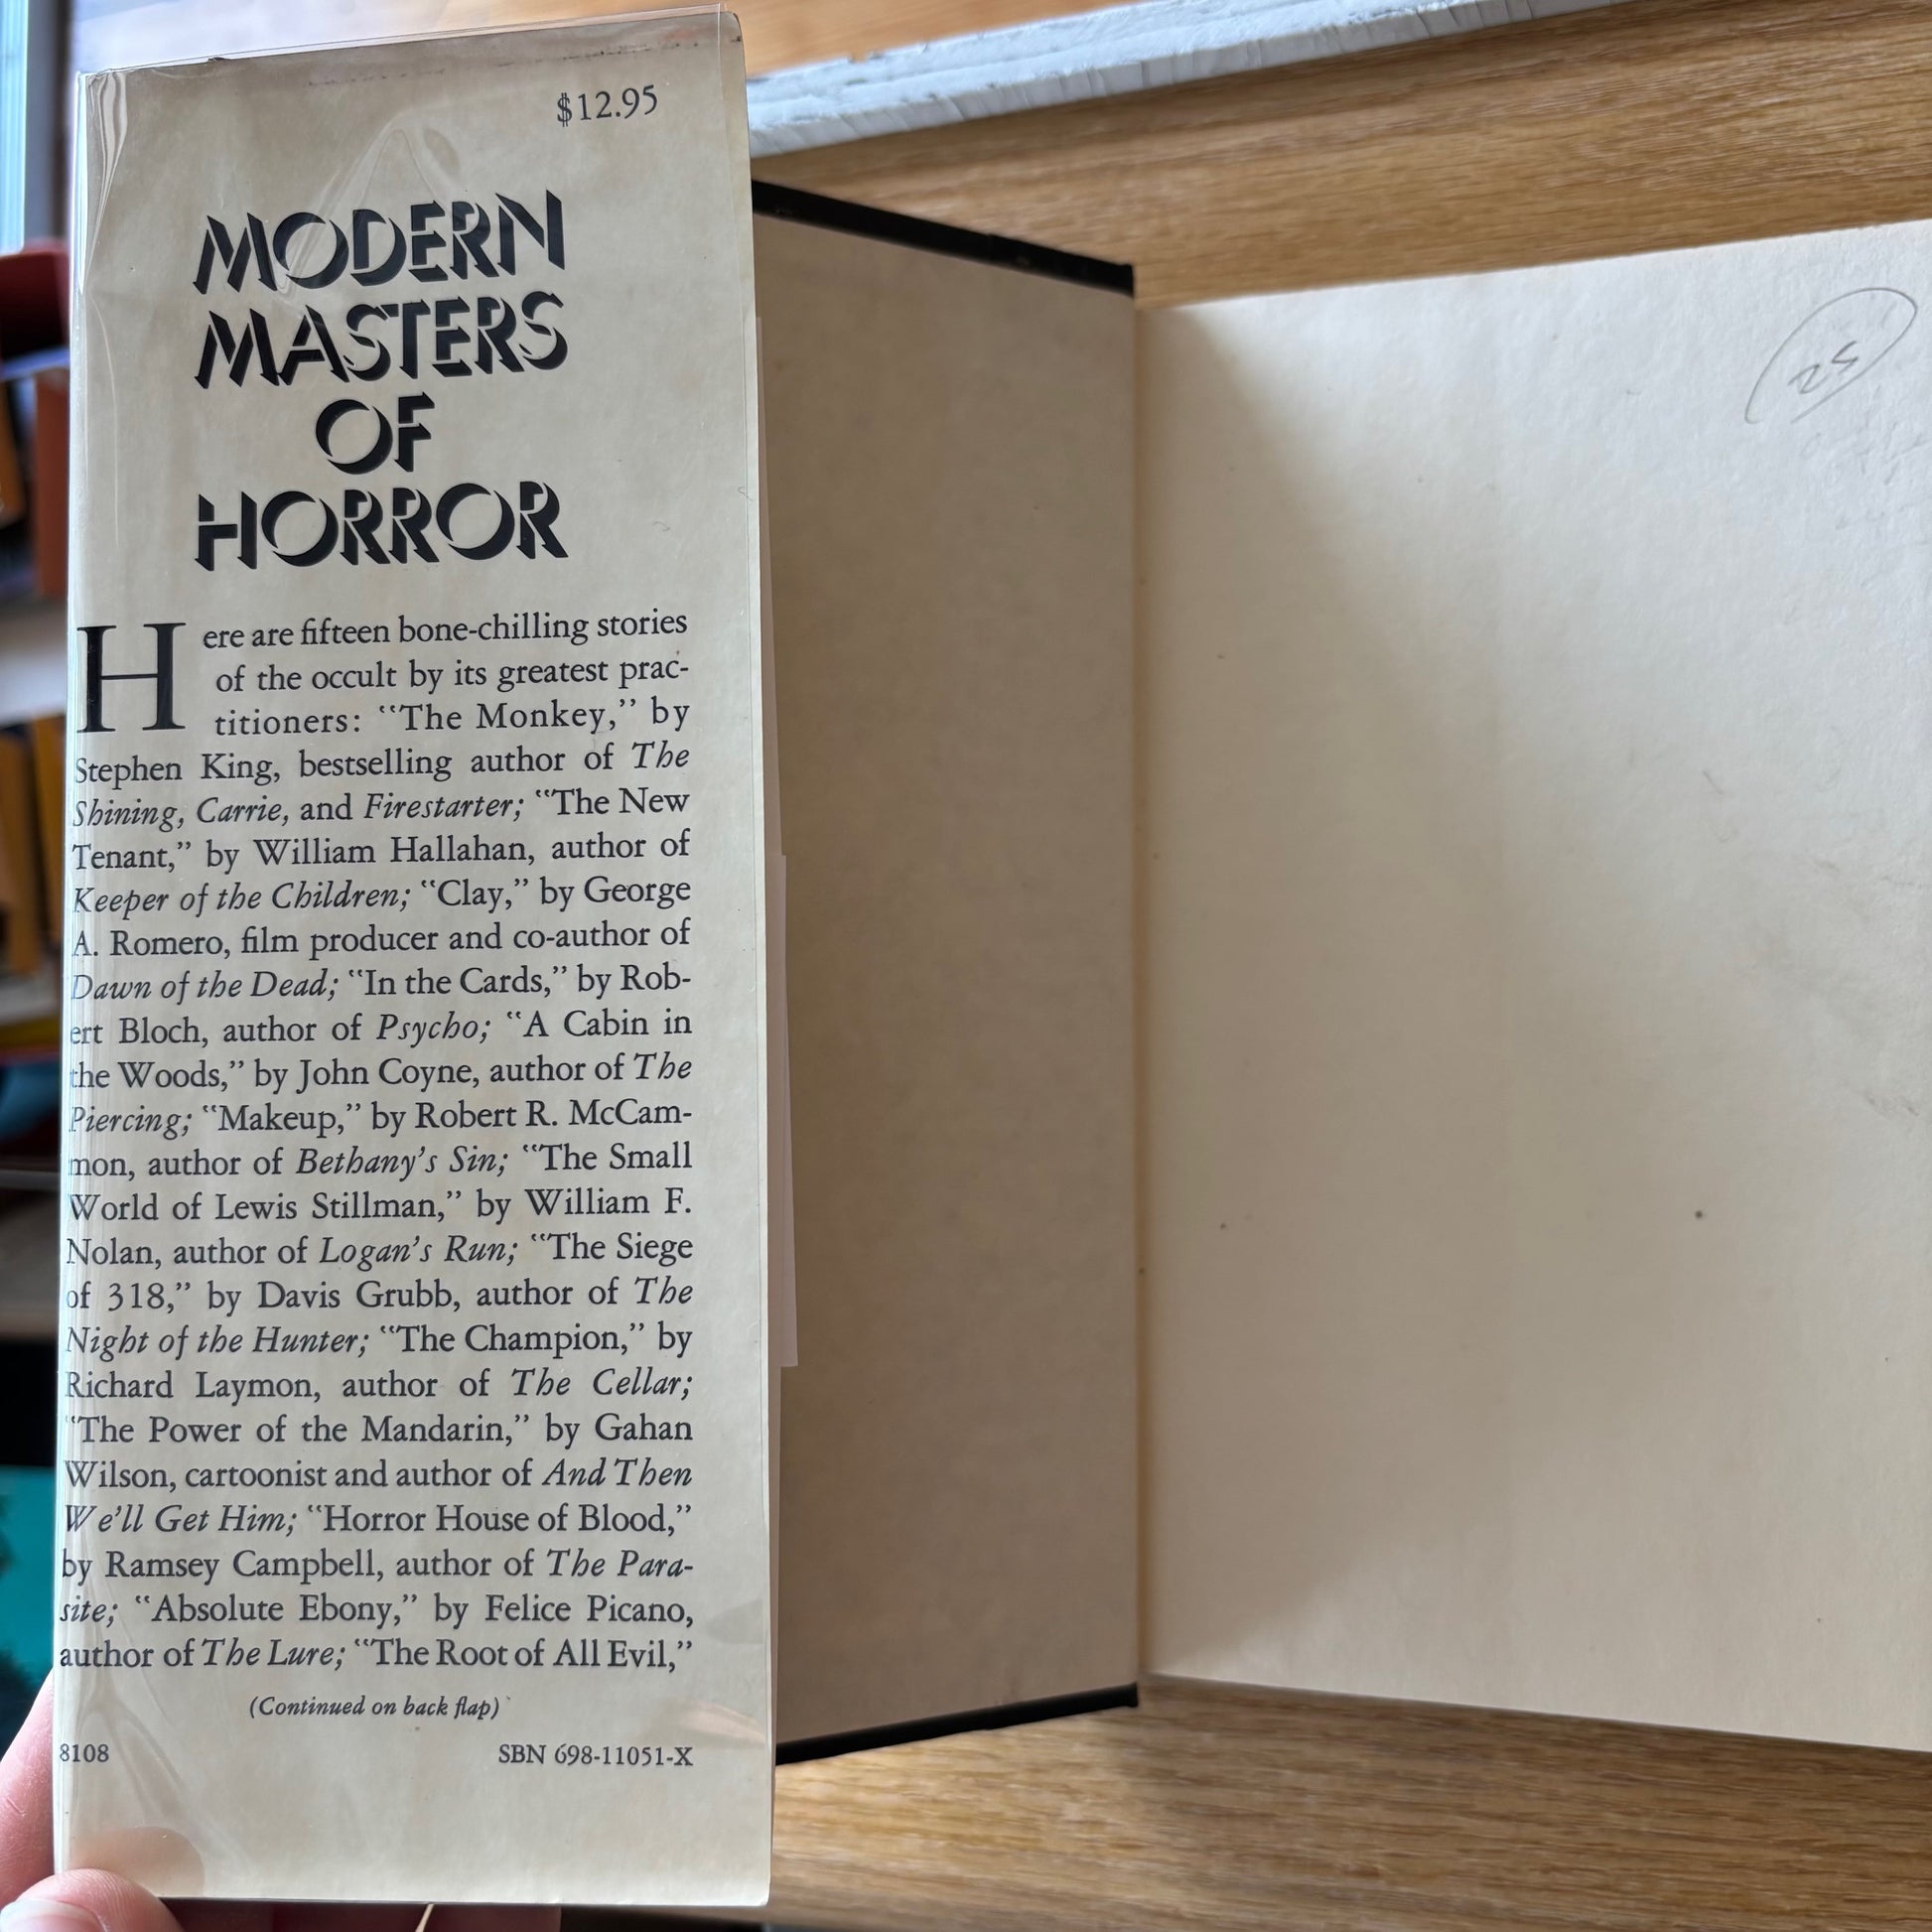 $12.95
MODERN
MASTERS
OF
HORROR
Here are fifteen bone-chilling stories
of the occult by its greatest prac-
titioners: “The Monkey,” by
Stephen King, bestselling author of The
Shining, Carrie, and Firestarter; “The New
Tenant,” by William Hallahan, author of
Keeper of the Children; “Clay,” by George
A. Romero, film producer and co-author of
Dawn of the Dead; “In the Cards,” by Rob-
ert Bloch, author of Psycho; “A Cabin in
the Woods,” by John Coyne, author of The
Piercing; “Makeup,” by Robert R. McCam-
mon, author of Bethany’s Sin; “The Small
World of Lewis Stillman,” by William F.
Nolan, author of Logan’s Run; “The Siege
of 318,” by Davis Grubb, author of The
Night of the Hunter; “The Champion,” by
Richard Laymon, author of The Cellar;
“The Power of the Mandarin,” by Gahan
Wilson, cartoonist and author of And Then
We’ll Get Him; “Horror House of Blood,”
by Ramsey Campbell, author of The Para-
site; “Absolute Ebony,” by Felice Picano,
author of The Lure; “The Root of All Evil,”
(Continued on back flap)
8108 SBN 698-11051-X
25